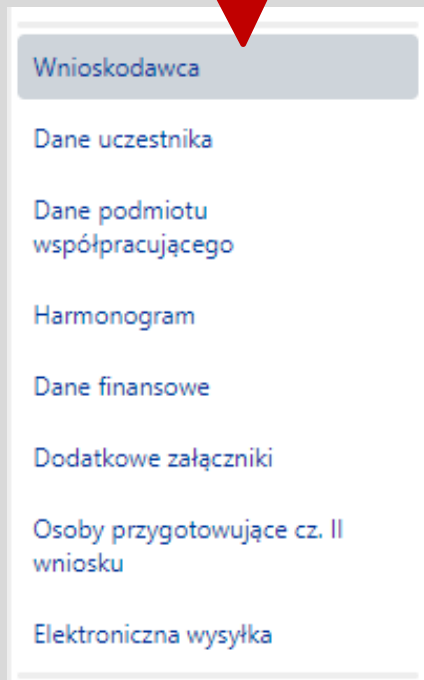 Wnioskodawca
Dane uczestnika
Dane podmiotu
współpracującego
Harmonogram
Dane finansowe
Dodatkowe załączniki
Osoby przygotowujące cz. II
wniosku
Elektroniczna wysyłka